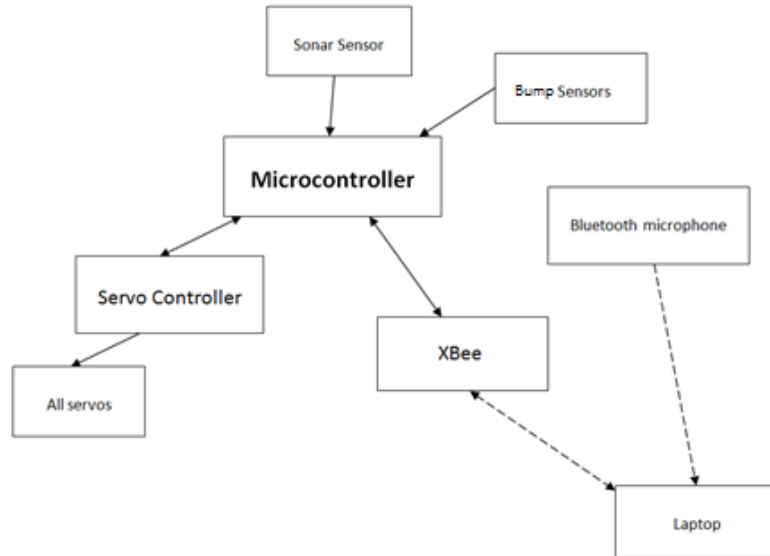 Sonar Sensor
Bump Sensors
Microcontroller
Bluetooth microphone
Servo Controller
XBee
All servos
Laptop